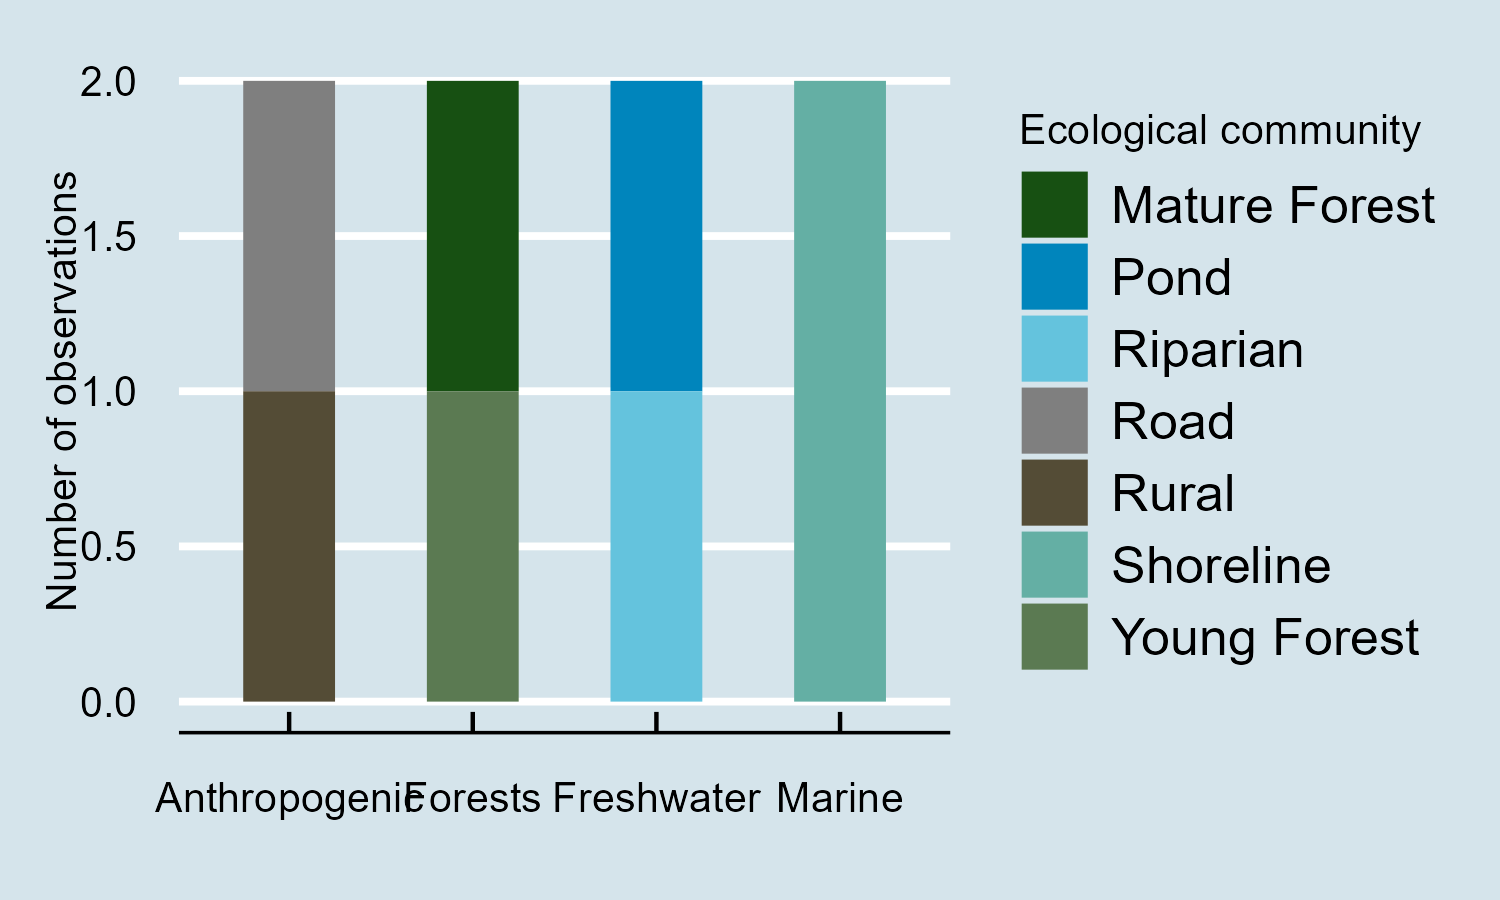 Number of observations
2.0
1.5
1.0
0.5
0.0
Anthropogenic Forests Freshwater Marine
Ecological community
Mature Forest
Pond
Riparian
Road
Rural
Shoreline
Young Forest